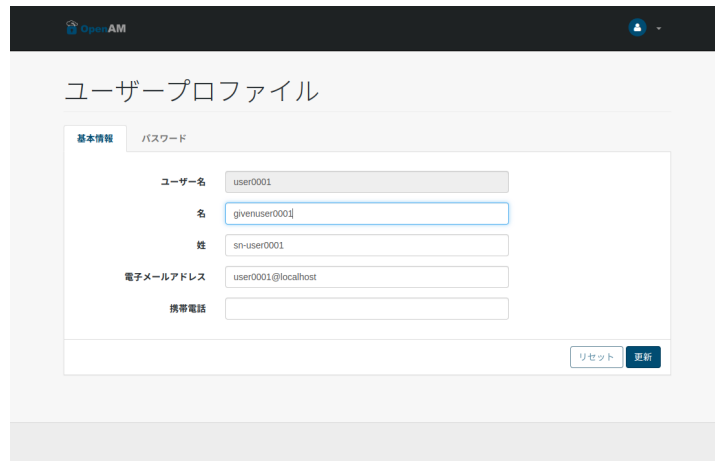 OpenAM
ユーザープロファイル
基本情報 パスワード
ユーザー名 user0001
名 givenuser0001
姓 sn-user0001
電子メールアドレス user0001@localhost
携帯電話
リセット 更新